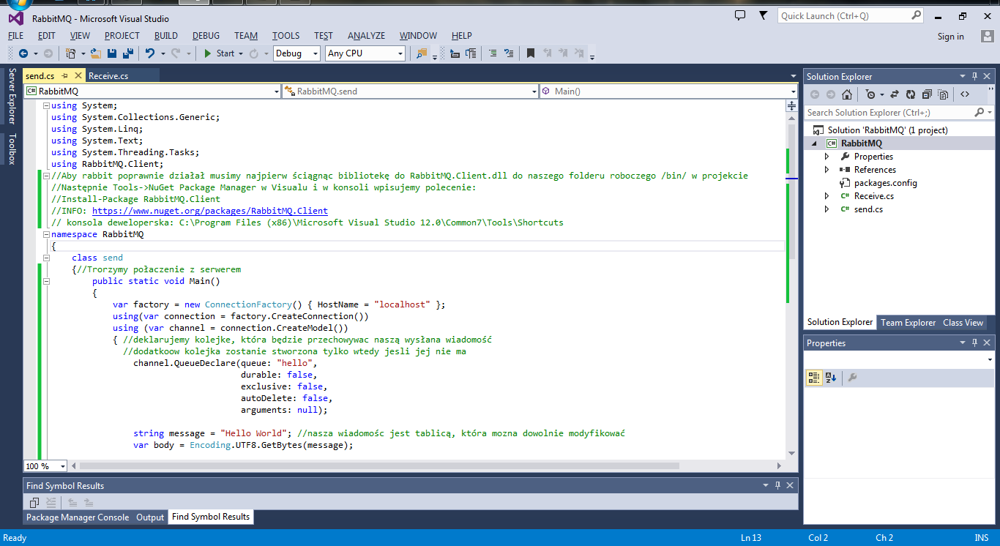 RabbitMQ - Microsoft Visual Studio
Quick Launch (Ctrl+Q)
FILE EDIT VIEW PROJECT BUILD DEBUG TEAM TOOLS TEST ANALYZE WINDOW HELP
Sign in
Start Debug Any CPU
Server Explorer
Toolbox
send.cs Receive.cs
RabbitMQ RabbitMQ.send Main()
using System;
using System.Collections.Generic;
using System.Linq;
using System.Text;
using System.Threading.Tasks;
using RabbitMQ.Client;
//Aby rabbit poprawnie działał musimy najpierw ściągnąc bibliotekę do RabbitMQ.Client.dll do naszego folderu roboczego /bin/ w projekcie
//Następnie Tools->NuGet Package Manager w Visualu i w konsoli wpisujemy polecenie:
//Install-Package RabbitMQ.Client
//INFO: https://www.nuget.org/packages/RabbitMQ.Client
// konsola deweloperska: C:\Program Files (x86)\Microsoft Visual Studio 12.0\Common7\Tools\Shortcuts
namespace RabbitMQ
{
class send
{//Trorzymy połaczenie z serwerem
public static void Main()
{
var factory = new ConnectionFactory() { HostName = "localhost" };
using(var connection = factory.CreateConnection())
using (var channel = connection.CreateModel())
{ //deklarujemy kolejke, która będzie przechowywac naszą wysłana wiadomość
//dodatkoow kolejka zostanie stworzona tylko wtedy jesli jej nie ma
channel.QueueDeclare(queue: "hello",
durable: false,
exclusive: false,
autoDelete: false,
arguments: null);
string message = "Hello World"; //nasza wiadomośc jest tablicą, która mozna dowolnie modyfikować
var body = Encoding.UTF8.GetBytes(message);
100 %
Find Symbol Results
Package Manager Console Output Find Symbol Results
Solution Explorer
Search Solution Explorer (Ctrl+;)
Solution 'RabbitMQ' (1 project)
C# RabbitMQ
Properties
References
packages.config
C# Receive.cs
C# send.cs
Solution Explorer Team Explorer Class View
Properties
Ready Ln 13 Col 2 Ch 2 INS